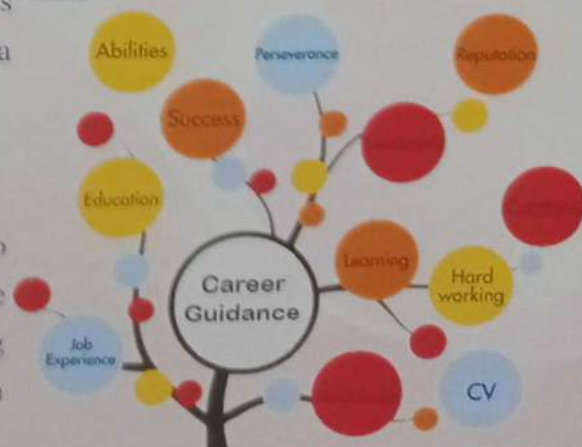 s
a
Abilities
Perseverance
Reputation
Success
Education
Learning
Hard
working
Career
Guidance
Job
Experience
CV